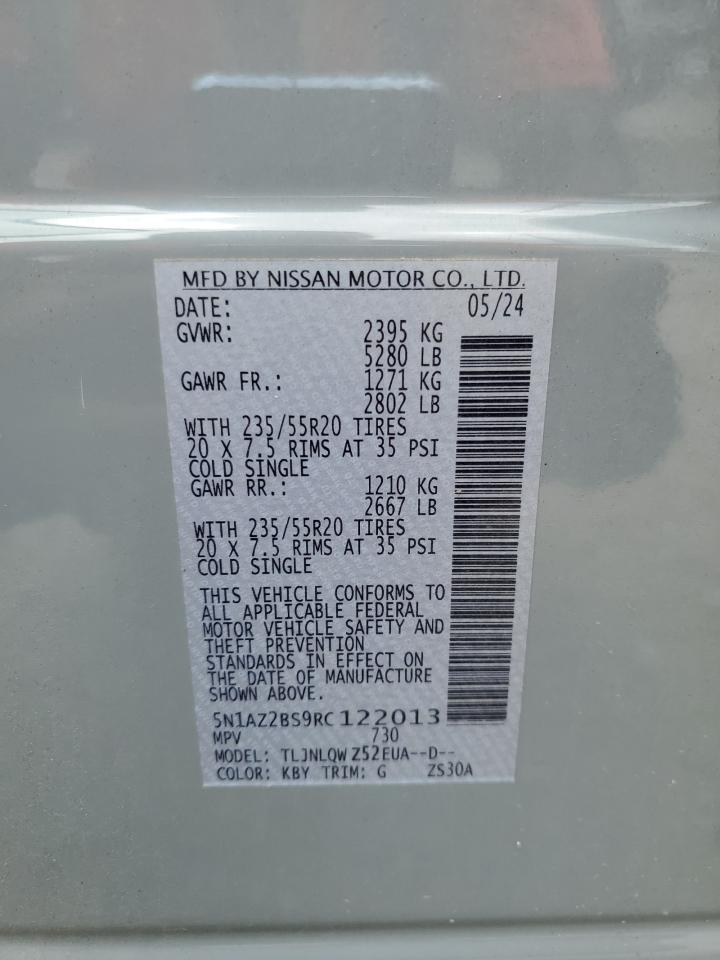 MFD BY NISSAN MOTOR CO., LTD.
DATE: 05/24
GVWR: 2395 KG
5280 LB
GAWR FR.: 1271 KG
2802 LB
WITH 235/55R20 TIRES
20 X 7.5 RIMS AT 35 PSI
COLD SINGLE
GAWR RR.: 1210 KG
2667 LB
WITH 235/55R20 TIRES
20 X 7.5 RIMS AT 35 PSI
COLD SINGLE
THIS VEHICLE CONFORMS TO
ALL APPLICABLE FEDERAL
MOTOR VEHICLE SAFETY AND
THEFT PREVENTION
STANDARDS IN EFFECT ON
THE DATE OF MANUFACTURE
SHOWN ABOVE.
5N1AZ2BS9RC122013
MPV 730
MODEL: TLJNLQW Z52EUA--D--
COLOR: KBY TRIM: G ZS30A